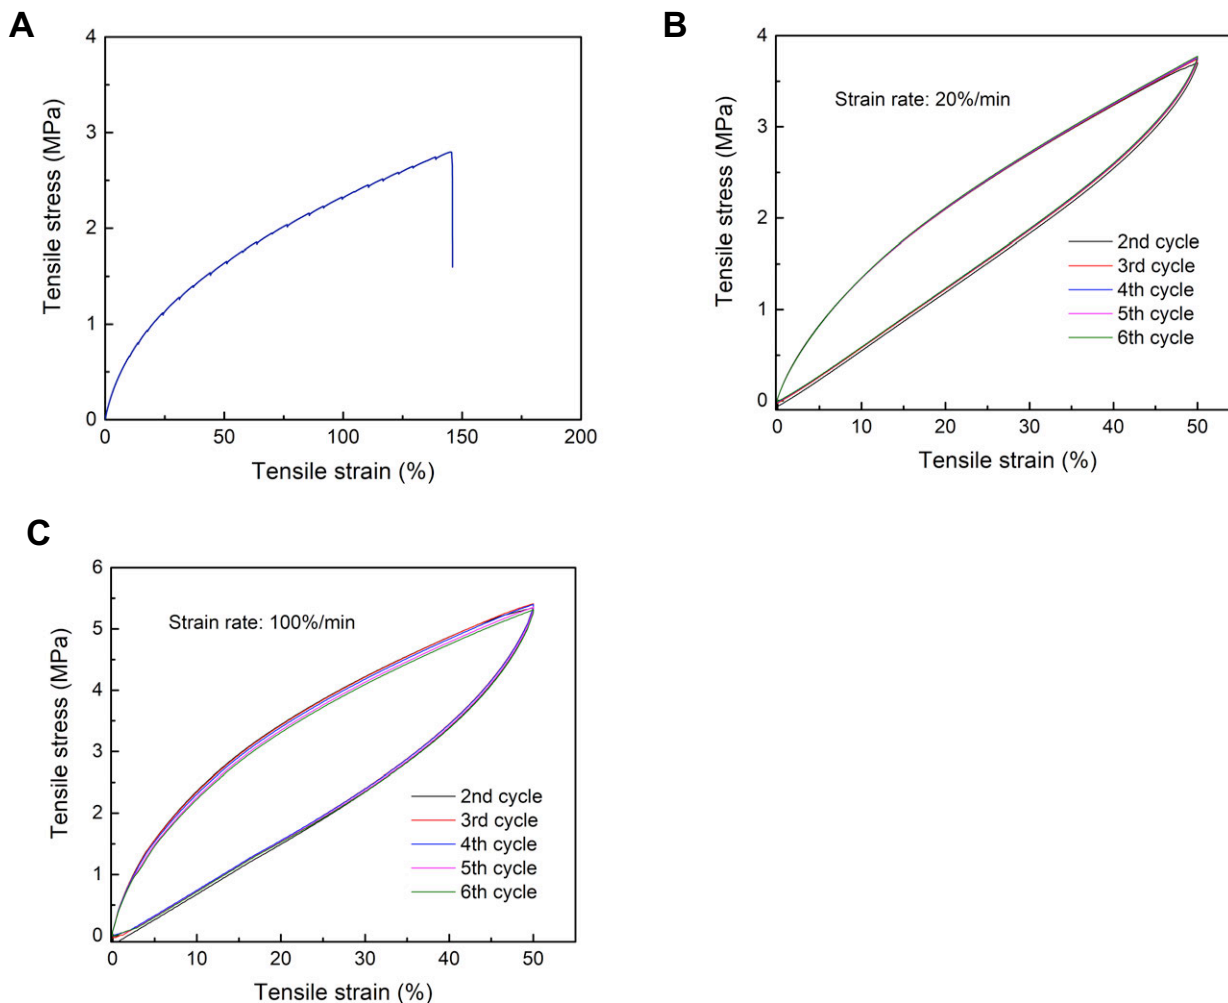 A
Tensile stress (MPa)
4
3
2
1
0
0 50 100 150 200
Tensile strain (%)
B
Tensile stress (MPa)
4
3
2
1
0
Strain rate: 20%/min
2nd cycle
3rd cycle
4th cycle
5th cycle
6th cycle
0 10 20 30 40 50
Tensile strain (%)
C
Tensile stress (MPa)
6
5
4
3
2
1
0
Strain rate: 100%/min
2nd cycle
3rd cycle
4th cycle
5th cycle
6th cycle
0 10 20 30 40 50
Tensile strain (%)